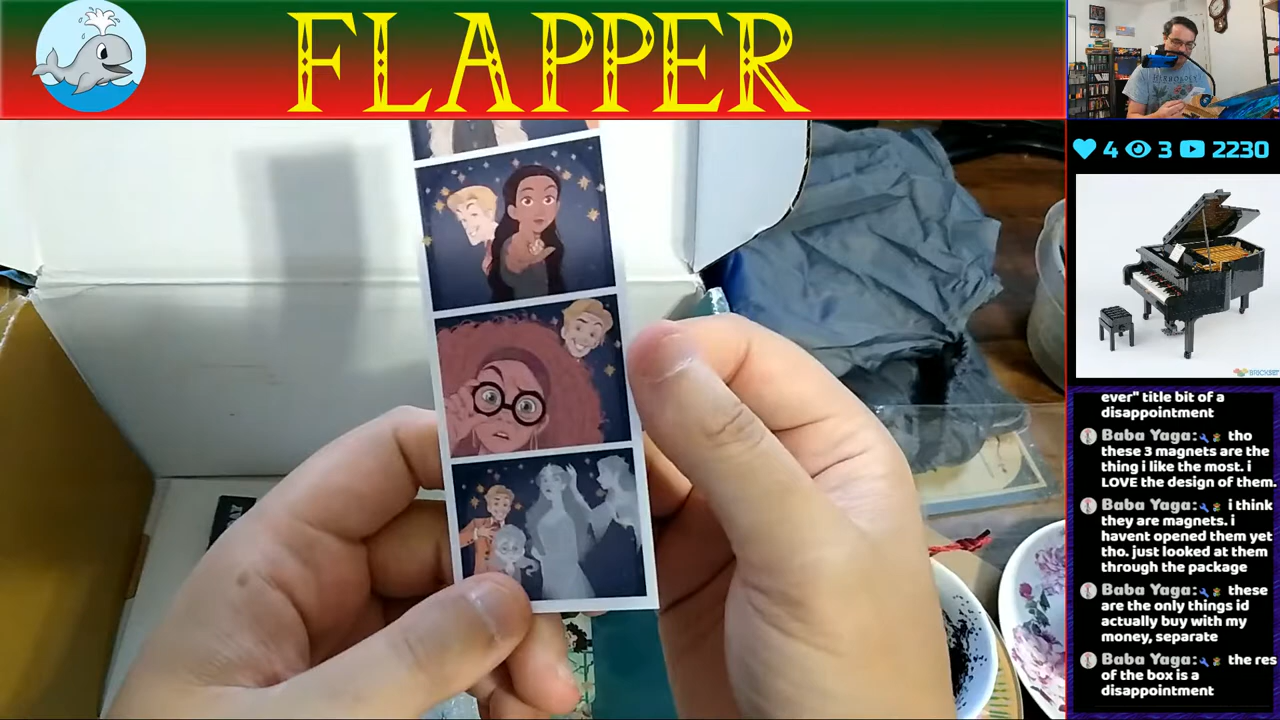 FLAPPER
4 3 2230
BRICKSET
ever" title bit of a
disappointment
Baba Yaga: tho
these 3 magnets are the
thing i like the most. i
LOVE the design of them.
Baba Yaga: i think
they are magnets. i
havent opened them yet
tho. just looked at them
through the package
Baba Yaga: these
are the only things id
actually buy with my
money, separate
Baba Yaga: the res
of the box is a
disappointment